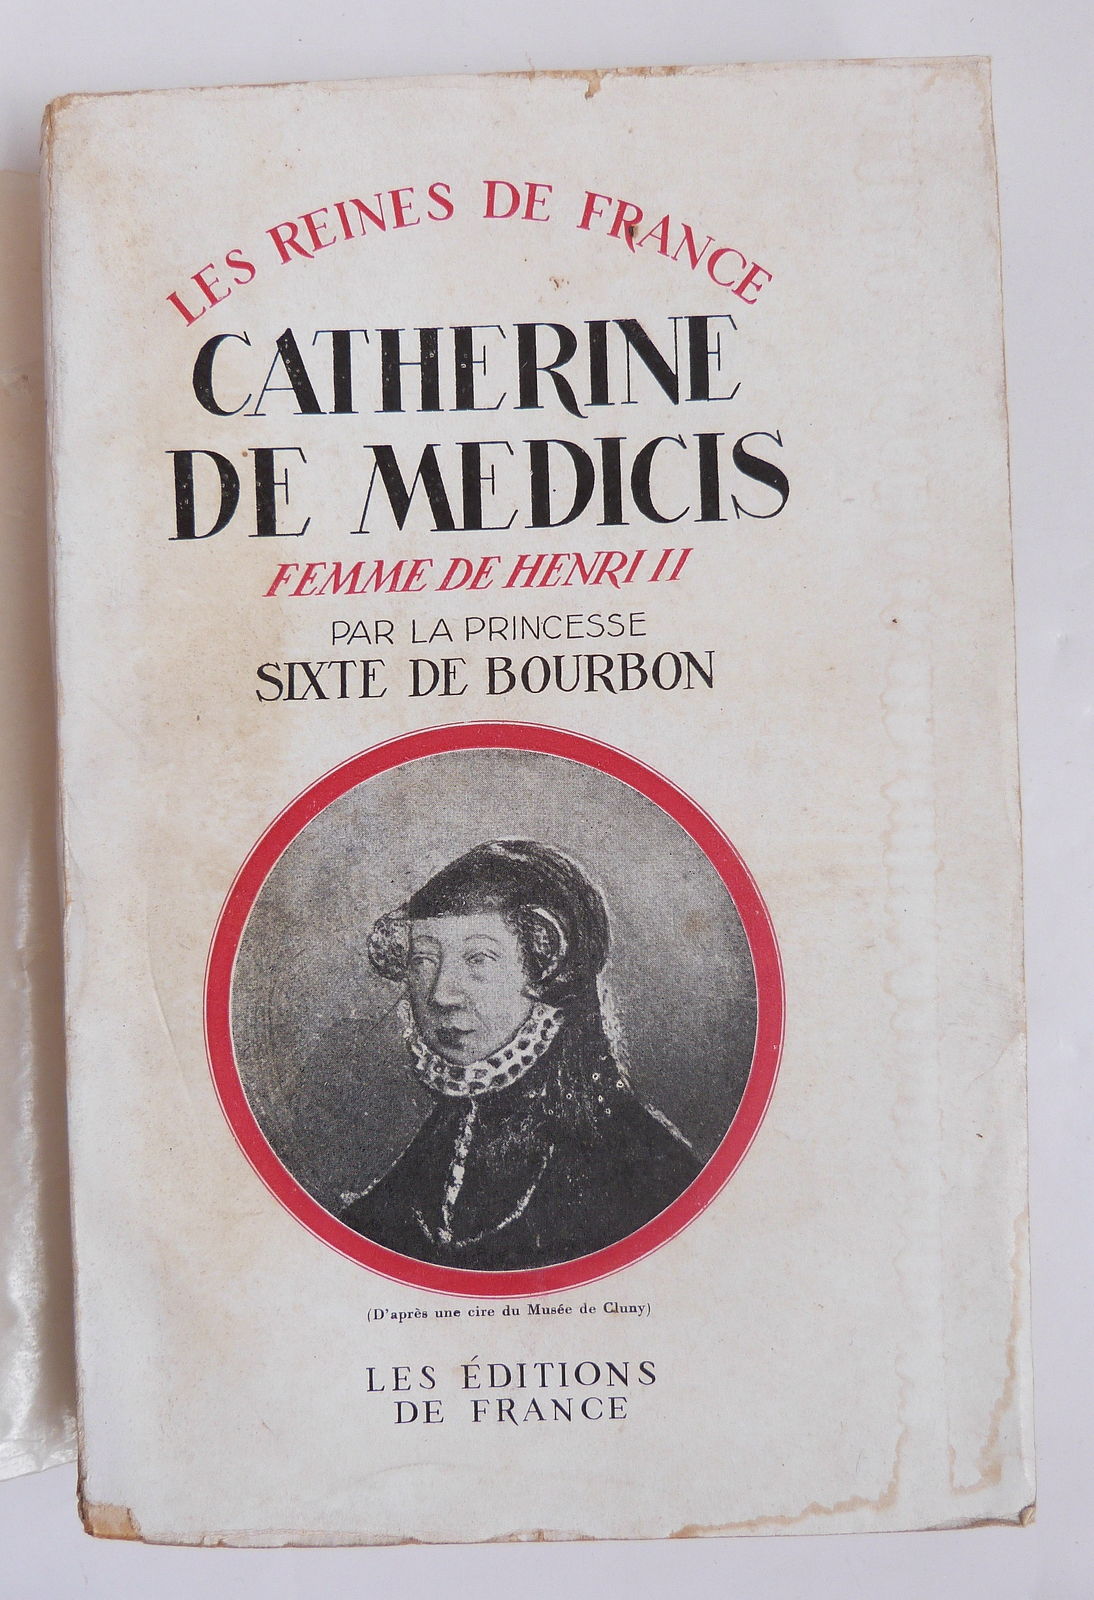 LES REINES DE FRANCE
CATHERINE
DE MEDICIS
FEMME DE HENRI II
PAR LA PRINCESSE
SIXTE DE BOURBON
(D'après une cire du Musée de Cluny)
LES ÉDITIONS
DE FRANCE